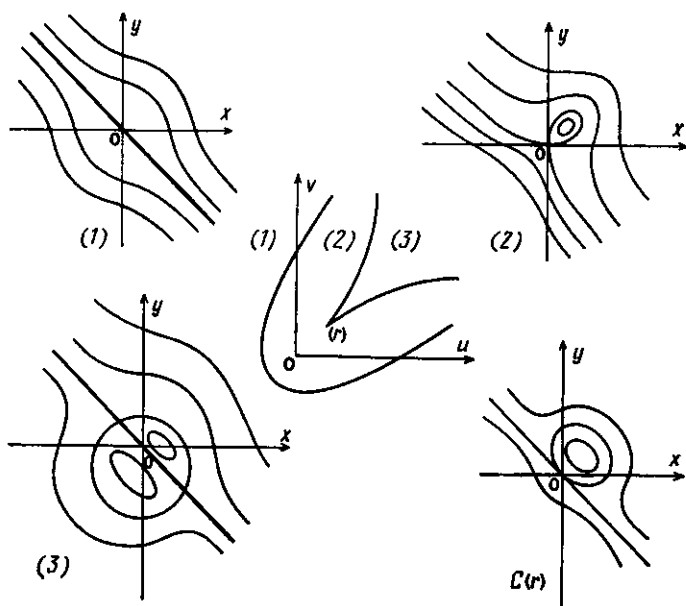 y
x
0
(1)
y
x
0
(2)
v
(1)
(2)
(3)
(r)
0
u
y
x
0
(3)
y
x
0
C(r)